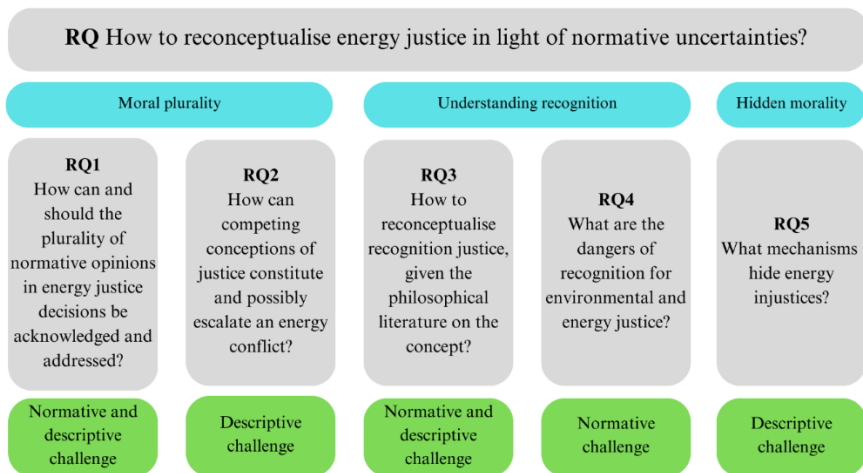 RQ How to reconceptualise energy justice in light of normative uncertainties?
Moral plurality
Understanding recognition
Hidden morality
RQ1
How can and
should the
plurality of
normative opinions
in energy justice
decisions be
acknowledged and
addressed?
RQ2
How can
competing
conceptions of
justice constitute
and possibly
escalate an energy
conflict?
RQ3
How to
reconceptualise
recognition justice,
given the
philosophical
literature on the
concept?
RQ4
What are the
dangers of
recognition for
environmental and
energy justice?
RQ5
What mechanisms
hide energy
injustices?
Normative and
descriptive
challenge
Descriptive
challenge
Normative and
descriptive
challenge
Normative
challenge
Descriptive
challenge